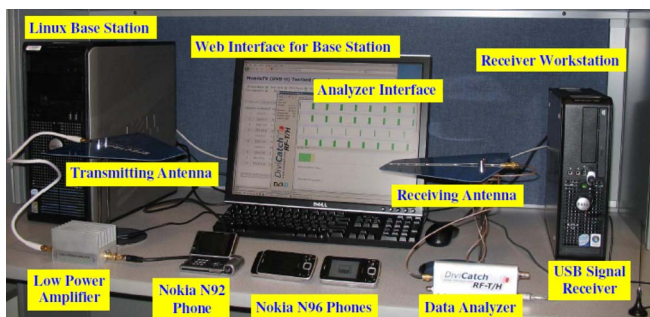 Linux Base Station
Web Interface for Base Station
Receiver Workstation
Analyzer Interface
DiviCatch
RF-T/H
Transmitting Antenna
Receiving Antenna
DELL
Low Power
Amplifier
Nokia N92
Phone
Nokia N96 Phones
DiviCatch
RF-T/H
Data Analyzer
USB Signal
Receiver